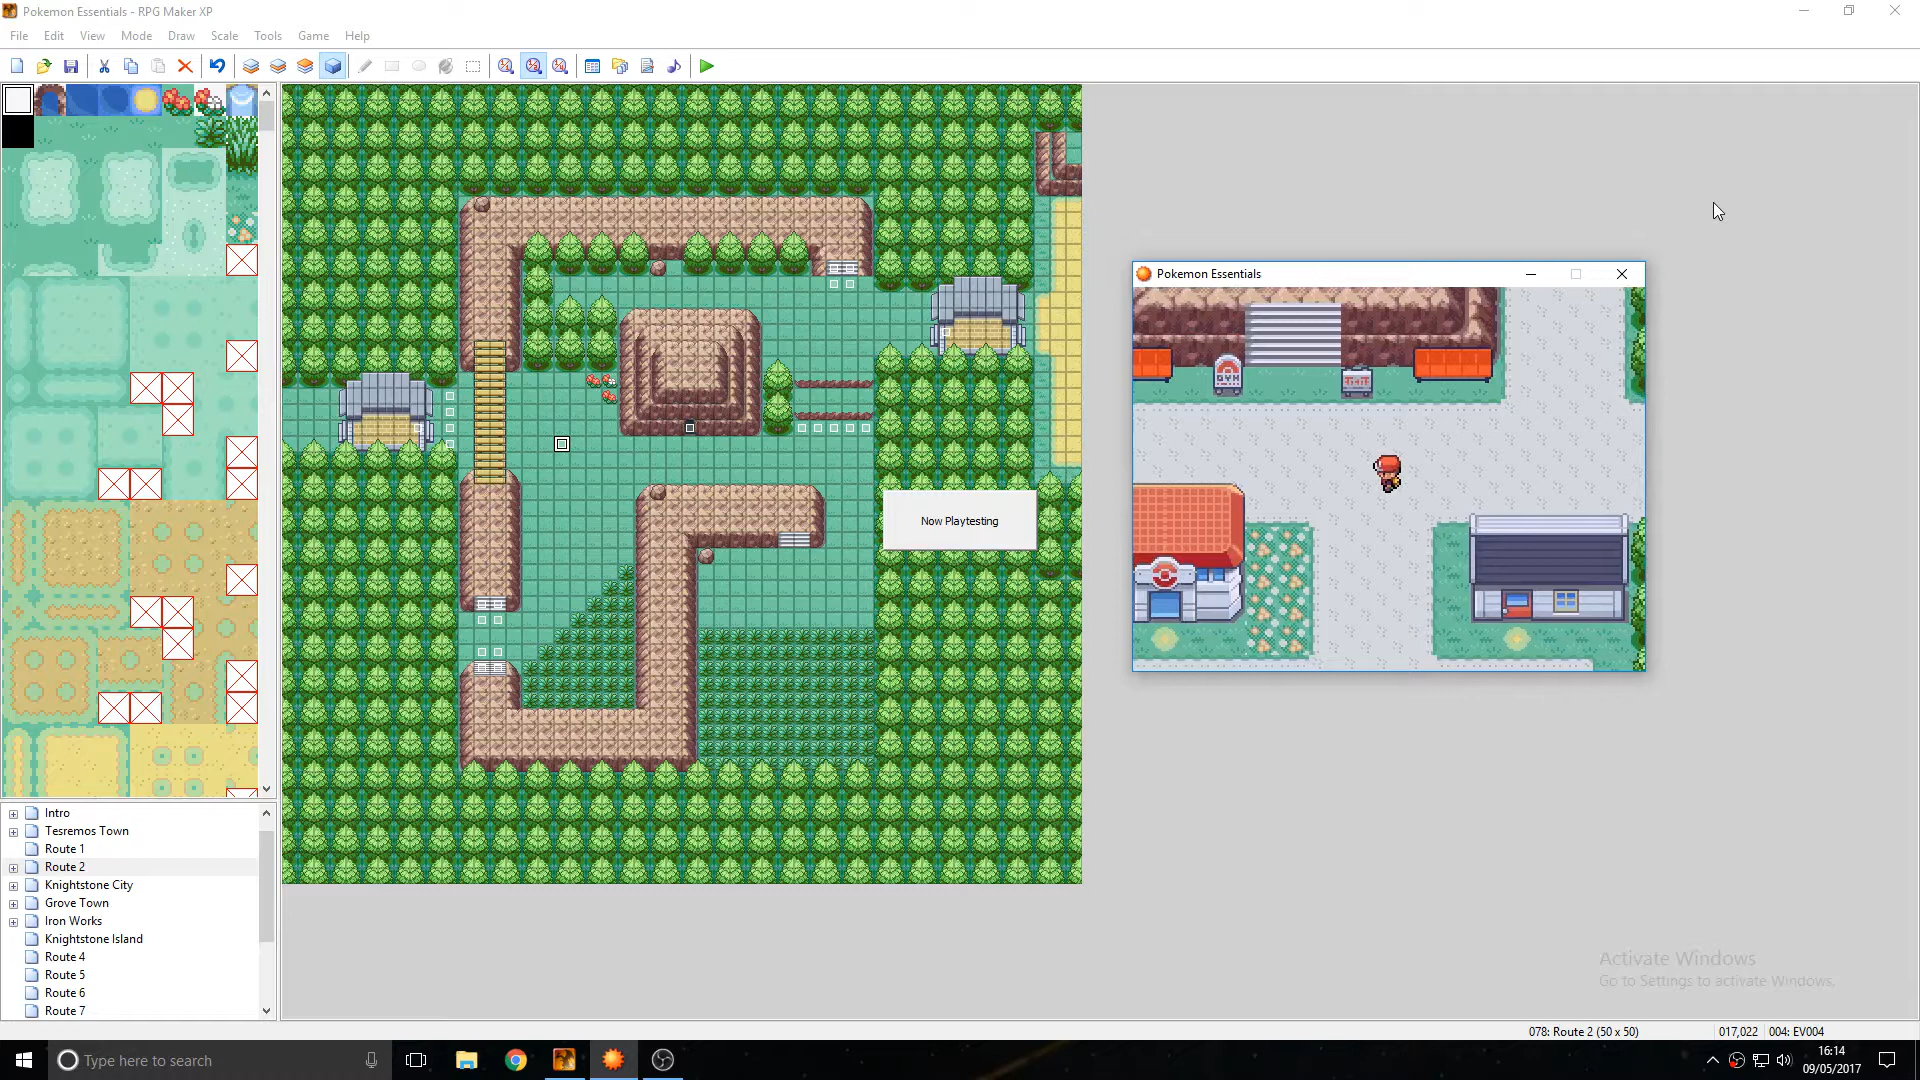 Pokemon Essentials - RPG Maker XP
File Edit View Mode Draw Scale Tools Game Help
Pokemon Essentials
GYM
Now Playtesting
Intro
Tesremos Town
Route 1
Route 2
Knightstone City
Grove Town
Iron Works
Knightstone Island
Route 4
Route 5
Route 6
Route 7
Activate Windows
Go to Settings to activate Windows.
078: Route 2 (50 x 50) 017,022 004: EV004
Type here to search
16:14
09/05/2017